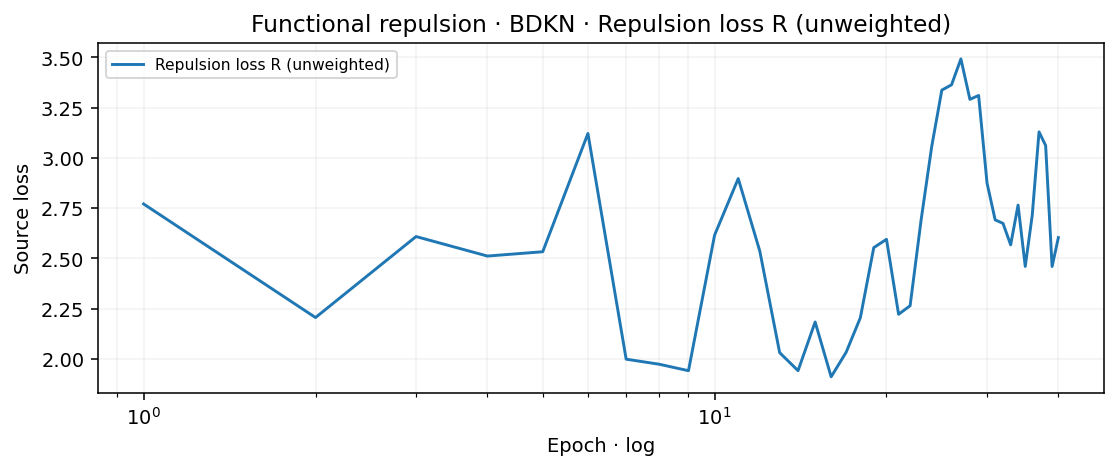 Functional repulsion · BDKN · Repulsion loss R (unweighted)
Repulsion loss R (unweighted)
Source loss
3.50
3.25
3.00
2.75
2.50
2.25
2.00
10⁰
10¹
Epoch · log